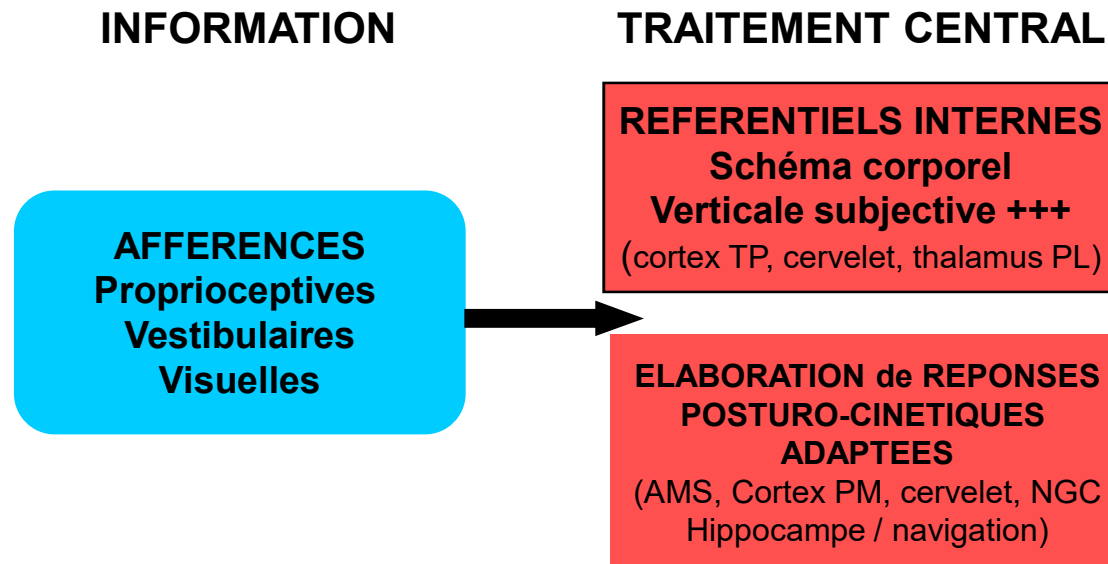 INFORMATION
TRAITEMENT CENTRAL
AFFERENCES
Proprioceptives
Vestibulaires
Visuelles
REFERENTIELS INTERNES
Schéma corporel
Verticale subjective +++
(cortex TP, cervelet, thalamus PL)
ELABORATION de REPONSES
POSTURO-CINETIQUES
ADAPTEES
(AMS, Cortex PM, cervelet, NGC
Hippocampe / navigation)